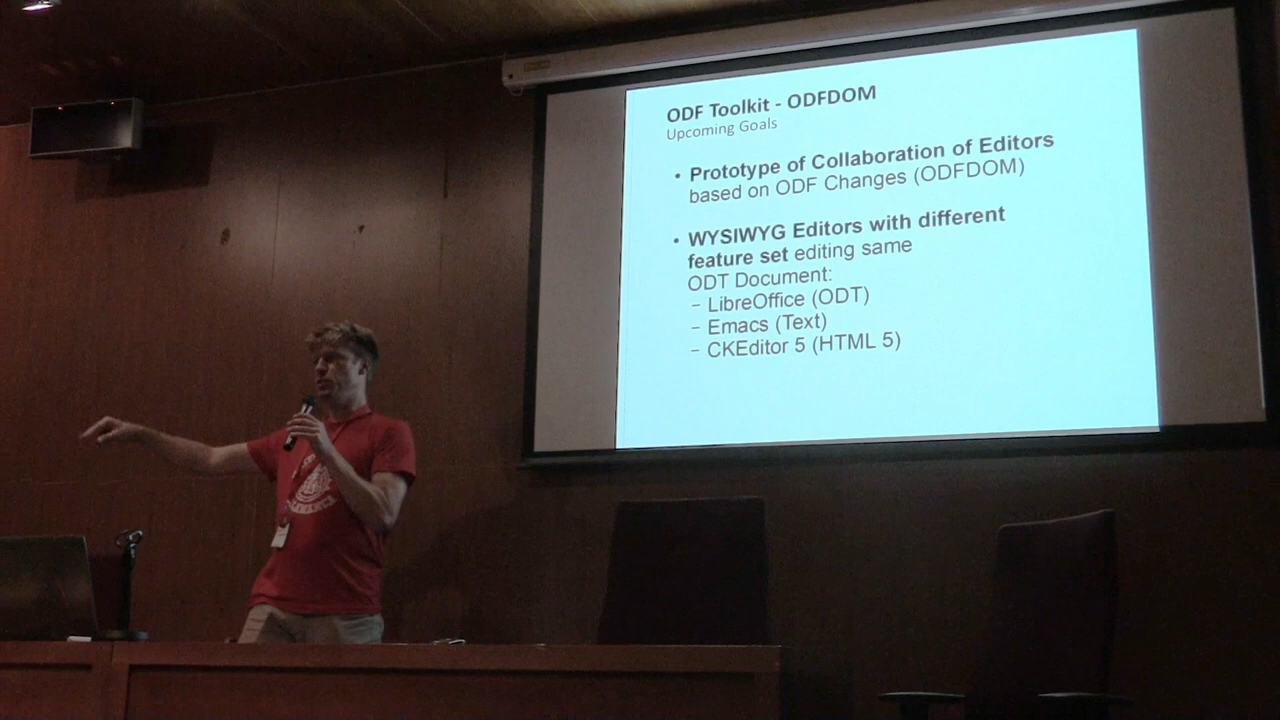 ODF Toolkit - ODFDOM
Upcoming Goals
• Prototype of Collaboration of Editors
based on ODF Changes (ODFDOM)
• WYSIWYG Editors with different
feature set editing same
ODT Document:
– LibreOffice (ODT)
– Emacs (Text)
– CKEditor 5 (HTML 5)